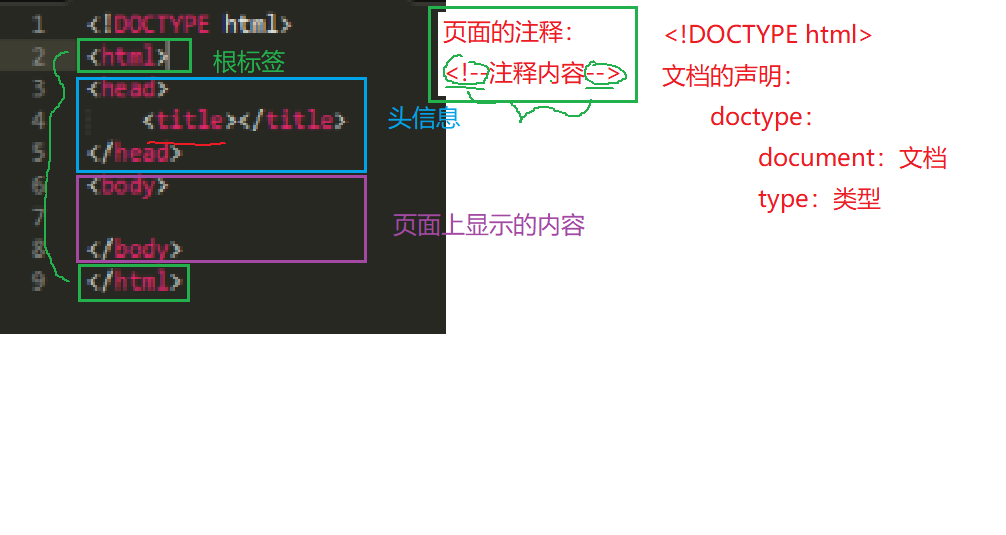 1 <!DOCTYPE html>
2 <html>
根标签
3 <head>
4 <title></title>
头信息
5 </head>
6 <body>
7
页面上显示的内容
8 </body>
9 </html>
页面的注释：
<!--注释内容-->
<!DOCTYPE html>
文档的声明：
doctype：
document：文档
type：类型